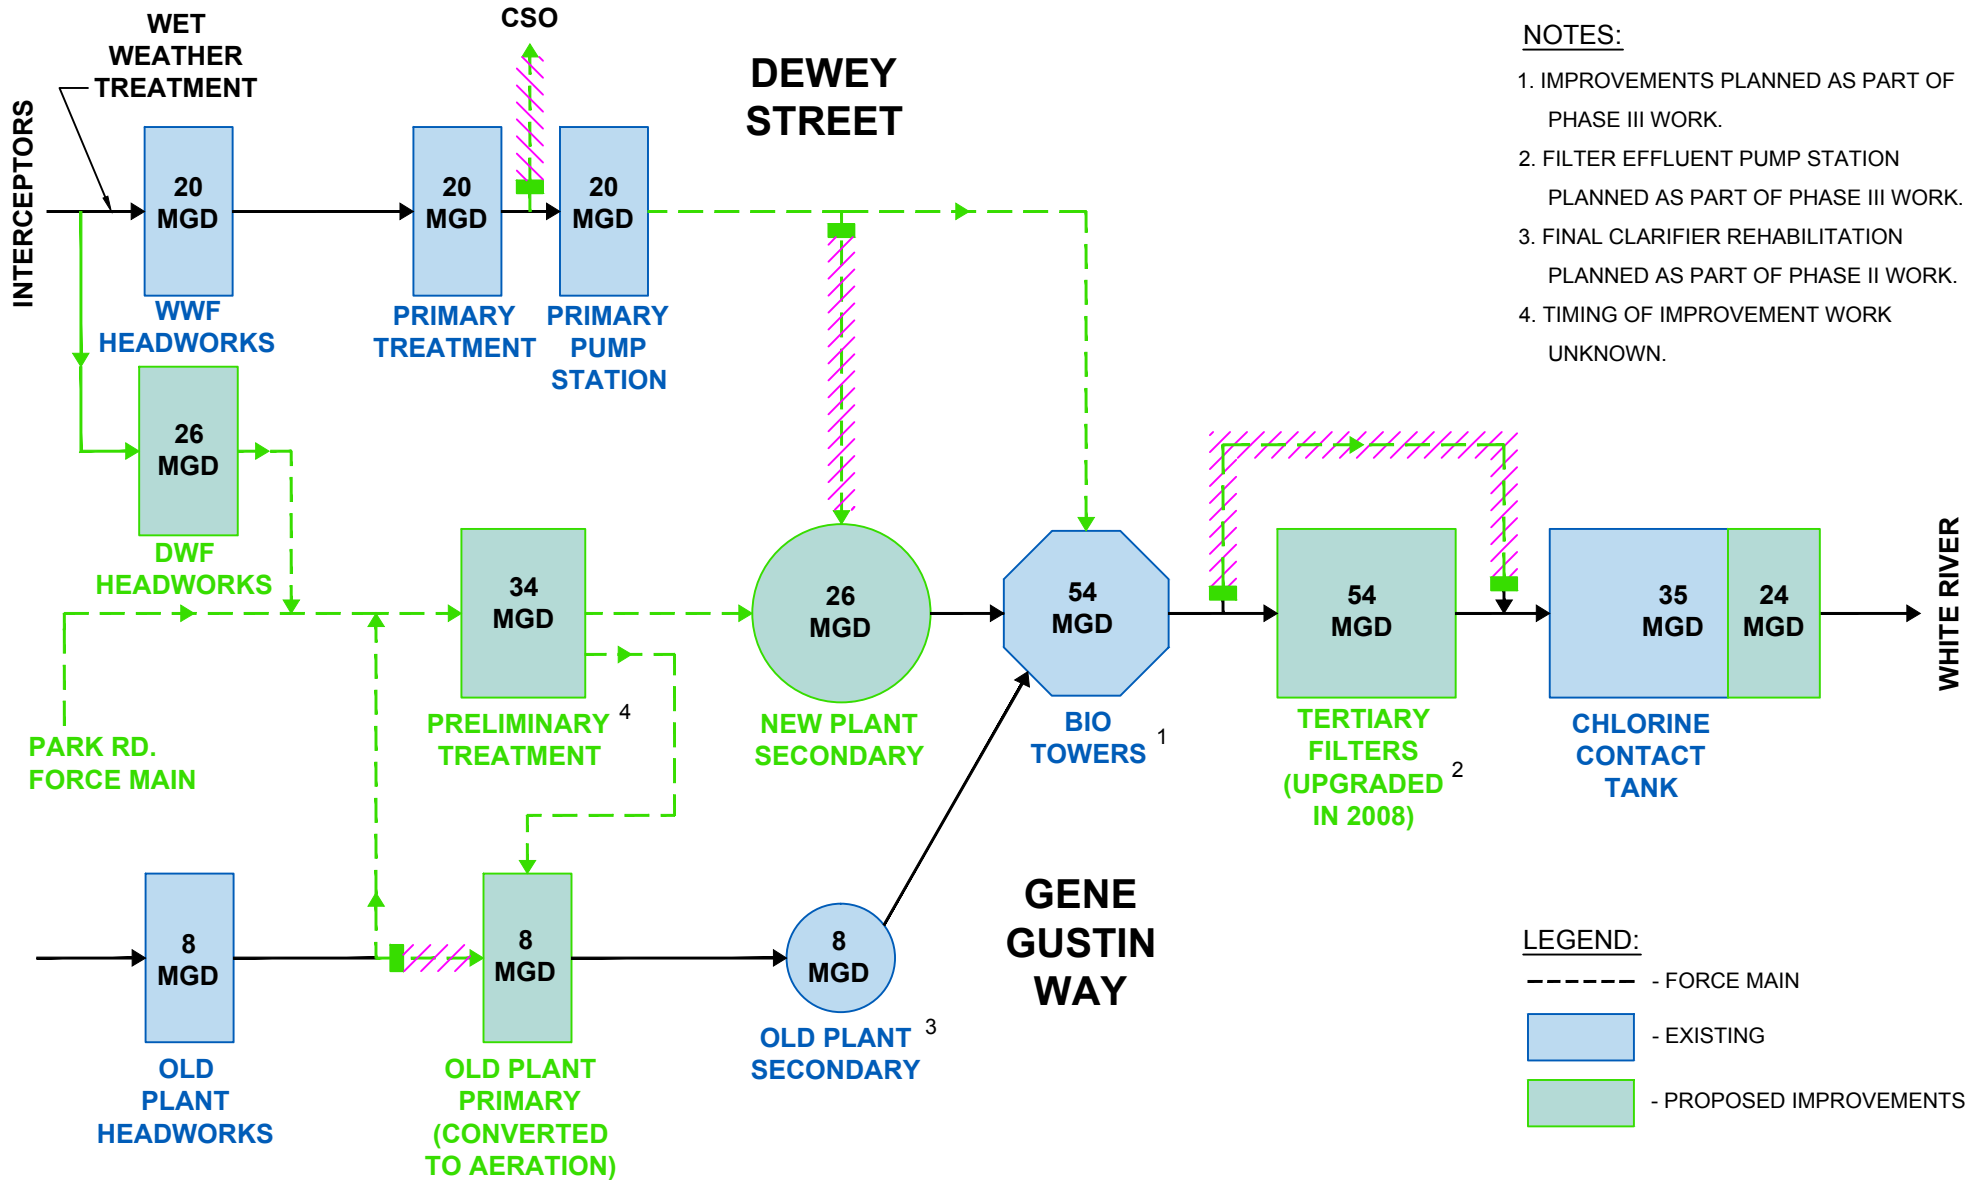 WET
WEATHER
TREATMENT
CSO
DEWEY
STREET
INTERCEPTORS
20
MGD
WWF
HEADWORKS
20
MGD
PRIMARY
TREATMENT
20
MGD
PRIMARY
PUMP
STATION
NOTES:
1. IMPROVEMENTS PLANNED AS PART OF
PHASE III WORK.
2. FILTER EFFLUENT PUMP STATION
PLANNED AS PART OF PHASE III WORK.
3. FINAL CLARIFIER REHABILITATION
PLANNED AS PART OF PHASE II WORK.
4. TIMING OF IMPROVEMENT WORK
UNKNOWN.
26
MGD
DWF
HEADWORKS
PARK RD.
FORCE MAIN
34
MGD
PRELIMINARY 4
TREATMENT
26
MGD
NEW PLANT
SECONDARY
54
MGD
BIO
TOWERS 1
54
MGD
TERTIARY
FILTERS
(UPGRADED 2
IN 2008)
35
MGD
24
MGD
CHLORINE
CONTACT
TANK
WHITE RIVER
8
MGD
OLD
PLANT
HEADWORKS
8
MGD
OLD PLANT
PRIMARY
(CONVERTED
TO AERATION)
8
MGD
OLD PLANT 3
SECONDARY
GENE
GUSTIN
WAY
LEGEND:
- FORCE MAIN
- EXISTING
- PROPOSED IMPROVEMENTS